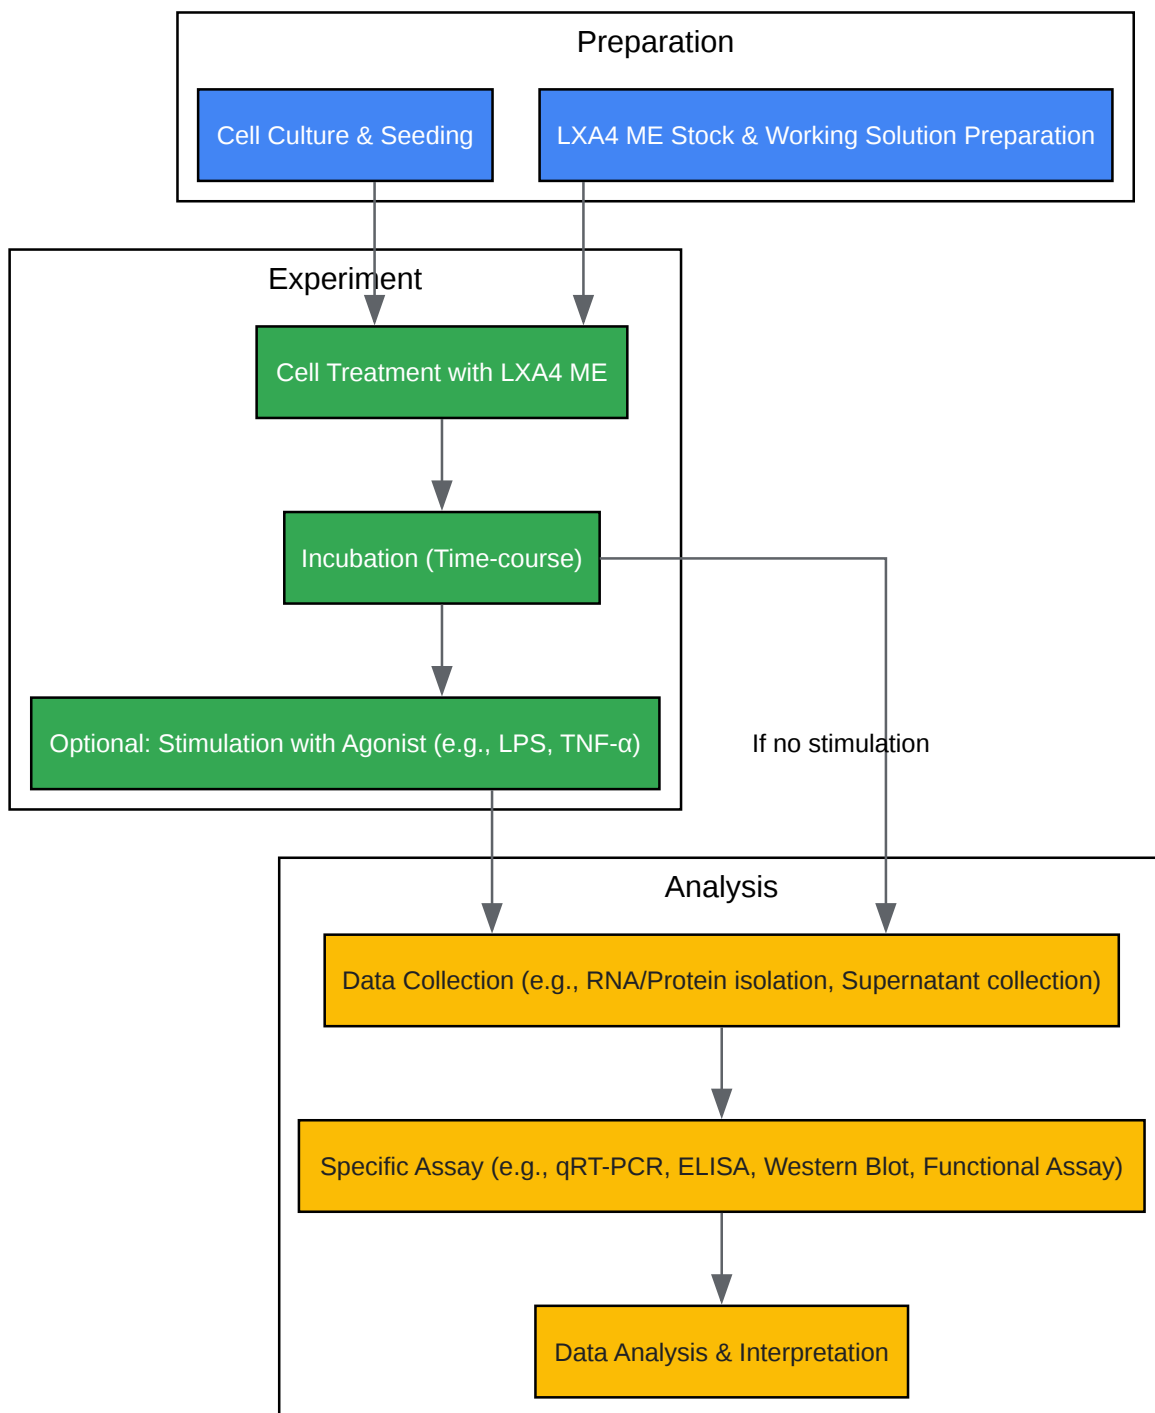 Preparation
Cell Culture & Seeding
LXA4 ME Stock & Working Solution Preparation
Experiment
Cell Treatment with LXA4 ME
Incubation (Time-course)
Optional: Stimulation with Agonist (e.g., LPS, TNF-α)
If no stimulation
Analysis
Data Collection (e.g., RNA/Protein isolation, Supernatant collection)
Specific Assay (e.g., qRT-PCR, ELISA, Western Blot, Functional Assay)
Data Analysis & Interpretation